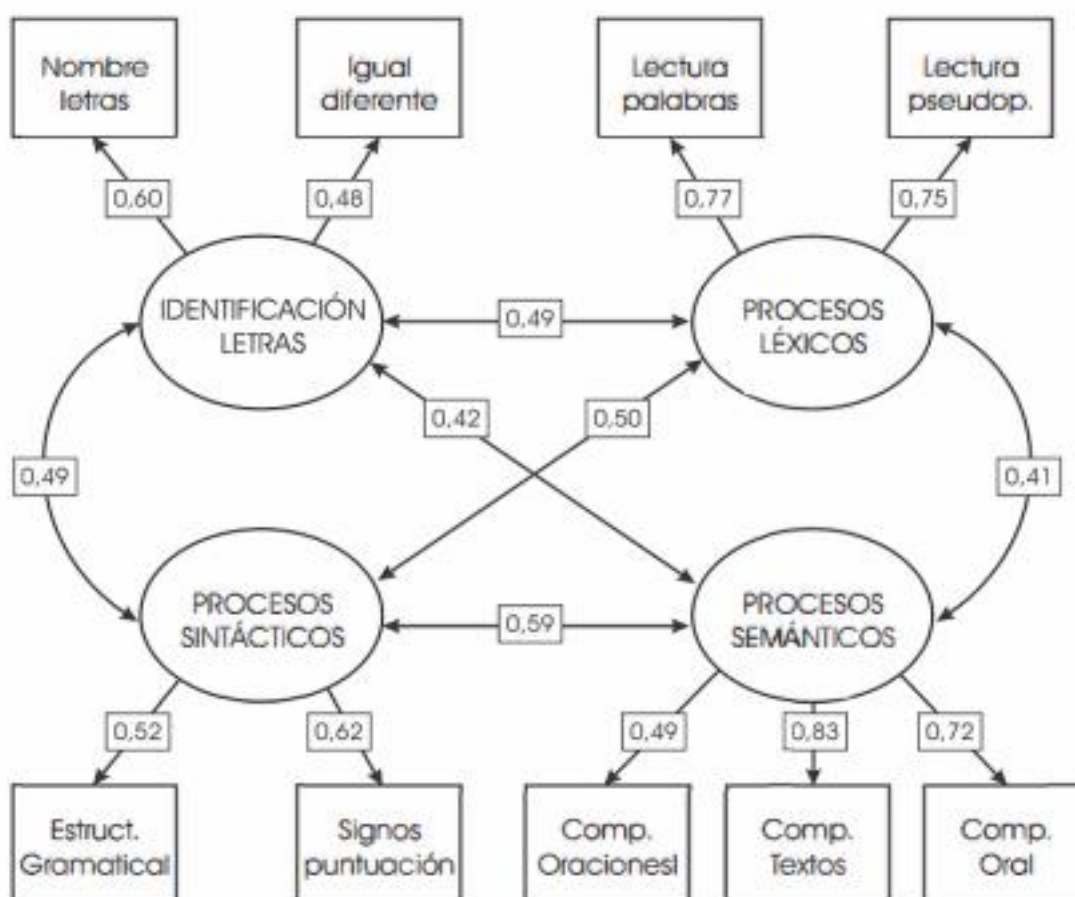 Nombre
letras
Igual
diferente
Lectura
palabras
Lectura
pseudop.
0,60
0,48
0,77
0,75
IDENTIFICACIÓN
LETRAS
0,49
PROCESOS
LÉXICOS
0,42
0,50
0,49
0,41
PROCESOS
SINTÁCTICOS
0,59
PROCESOS
SEMÁNTICOS
0,52
0,62
0,49
0,83
0,72
Estruct.
Gramatical
Signos
puntuación
Comp.
Oracionesl
Comp.
Textos
Comp.
Oral